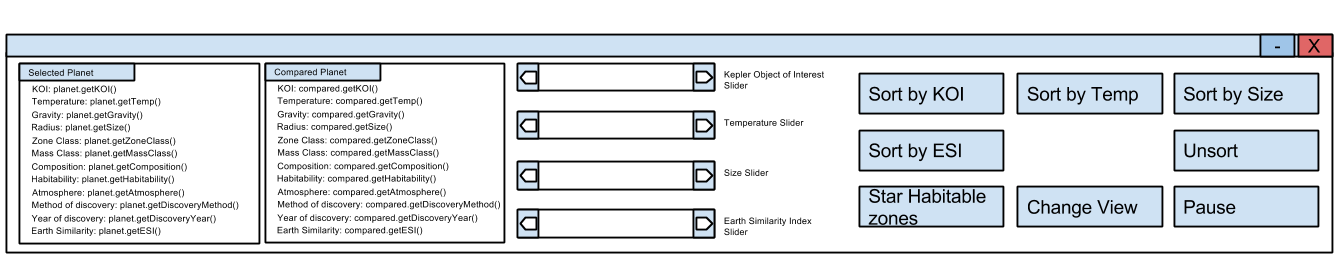 - X
Selected Planet
KOI: planet.getKOI()
Temperature: planet.getTemp()
Gravity: planet.getGravity()
Radius: planet.getSize()
Zone Class: planet.getZoneClass()
Mass Class: planet.getMassClass()
Composition: planet.getComposition()
Habitability: planet.getHabitability()
Atmosphere: planet.getAtmosphere()
Method of discovery: planet.getDiscoveryMethod()
Year of discovery: planet.getDiscoveryYear()
Earth Similarity: planet.getESI()
Compared Planet
KOI: compared.getKOI()
Temperature: compared.getTemp()
Gravity: compared.getGravity()
Radius: compared.getSize()
Zone Class: compared.getZoneClass()
Mass Class: compared.getMassClass()
Composition: compared.getComposition()
Habitability: compared.getHabitability()
Atmosphere: compared.getAtmosphere()
Method of discovery: compared.getDiscoveryMethod()
Year of discovery: compared.getDiscoveryYear()
Earth Similarity: compared.getESI()
Kepler Object of Interest
Slider
Temperature Slider
Size Slider
Earth Similarity Index
Slider
Sort by KOI
Sort by Temp
Sort by Size
Sort by ESI
Unsort
Star Habitable
zones
Change View
Pause